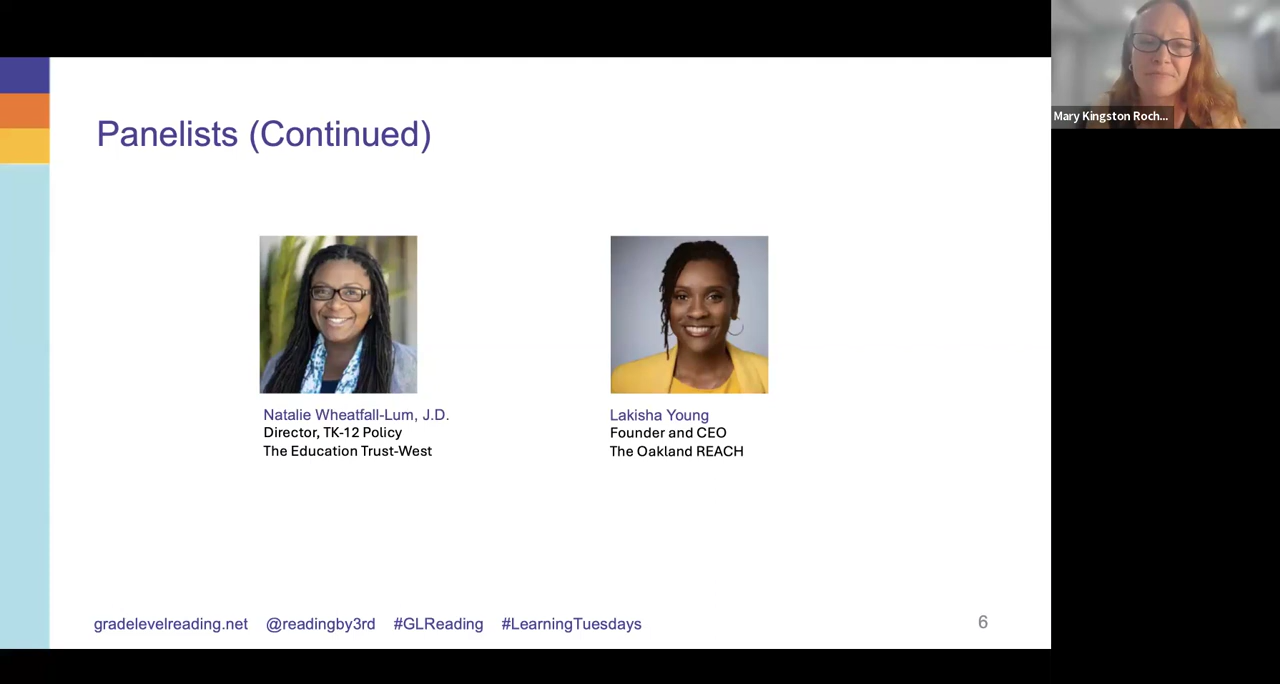 Panelists (Continued)
Natalie Wheatfall-Lum, J.D.
Director, TK-12 Policy
The Education Trust-West
Lakisha Young
Founder and CEO
The Oakland REACH
gradelevelreading.net @readingby3rd #GLReading #LearningTuesdays
6
Mary Kingston Roch...